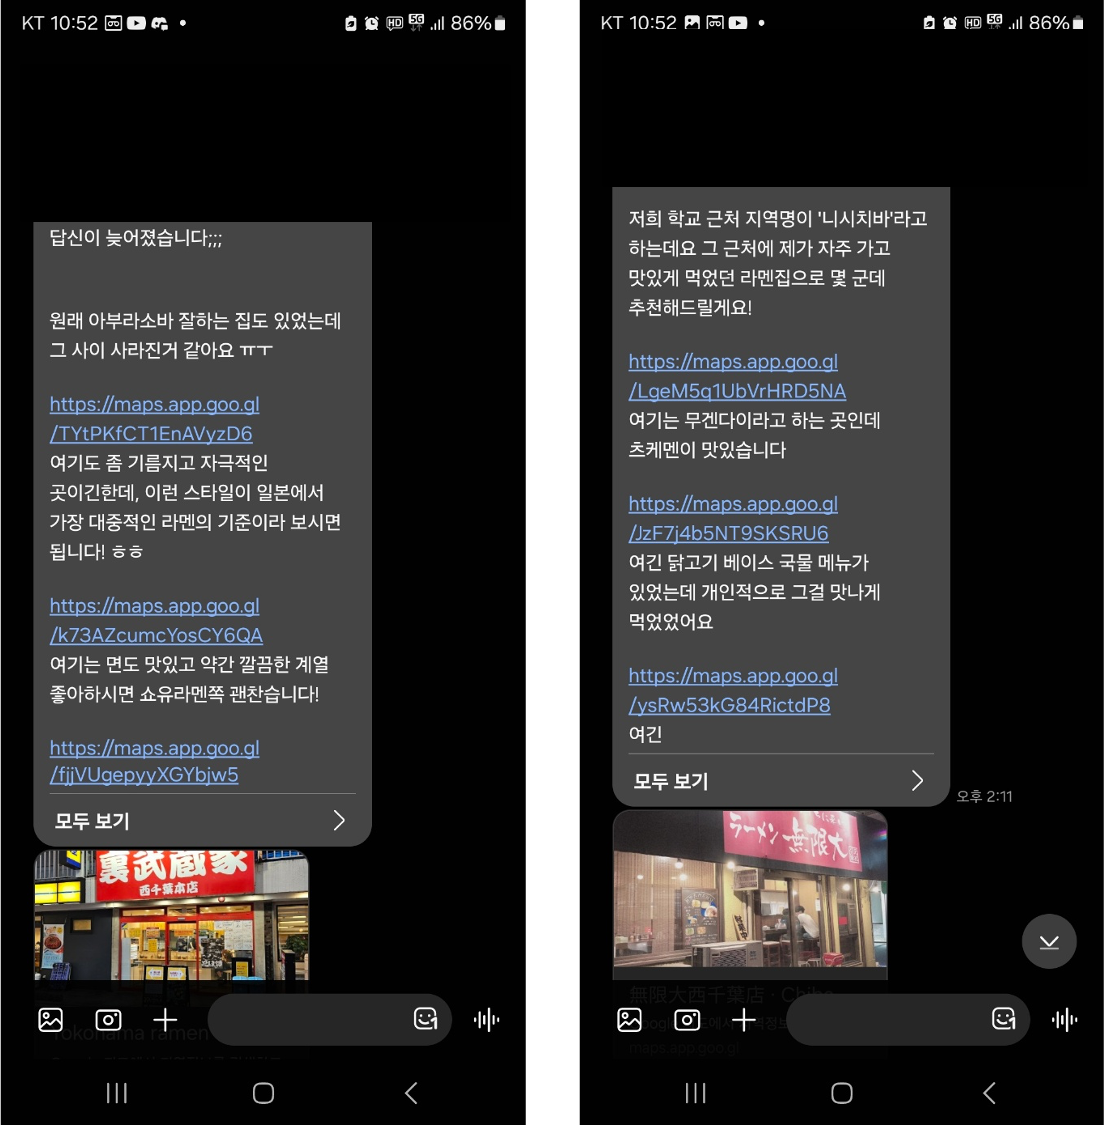 KT 10:52
HD 5G 86%
답신이 늦어졌습니다;;;
원래 아부라소바 잘하는 집도 있었는데
그 사이 사라진거 같아요 ㅠㅜ
https://maps.app.goo.gl
/TYtPKfCT1EnAVyzD6
여기도 좀 기름지고 자극적인
곳이긴한데, 이런 스타일이 일본에서
가장 대중적인 라멘의 기준이라 보시면
됩니다! ㅎㅎ
https://maps.app.goo.gl
/k73AZcumcYosCY6QA
여기는 면도 맛있고 약간 깔끔한 계열
좋아하시면 쇼유라멘쪽 괜찬습니다!
https://maps.app.goo.gl
/fjjVUgepyyXGYbjw5
모두 보기
裏武蔵家
西千葉本店
Yokohama ramen
KT 10:52
HD 5G 86%
저희 학교 근처 지역명이 '니시치바'라고
하는데요 그 근처에 제가 자주 가고
맛있게 먹었던 라멘집으로 몇 군데
추천해드릴게요!
https://maps.app.goo.gl
/LgeM5q1UbVrHRD5NA
여기는 무겐다이라고 하는 곳인데
츠케멘이 맛있습니다
https://maps.app.goo.gl
/JzF7j4b5NT9SKSRU6
여긴 닭고기 베이스 국물 메뉴가
있었는데 개인적으로 그걸 맛나게
먹었었어요
https://maps.app.goo.gl
/ysRw53kG84RictdP8
여긴
모두 보기
오후 2:11
ラーメン 無限大
無限大西千葉店 · Chiba
maps.app.goo.gl